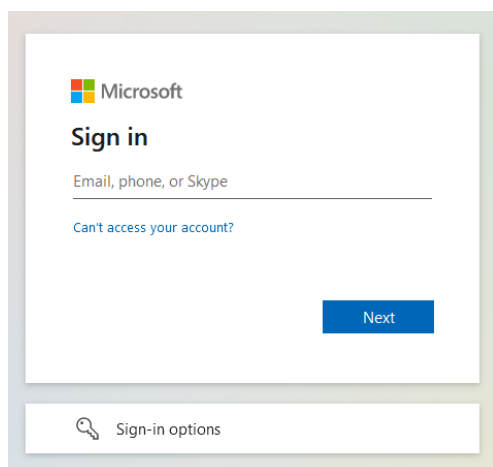 Microsoft
Sign in
Email, phone, or Skype
Can't access your account?
Next
Sign-in options